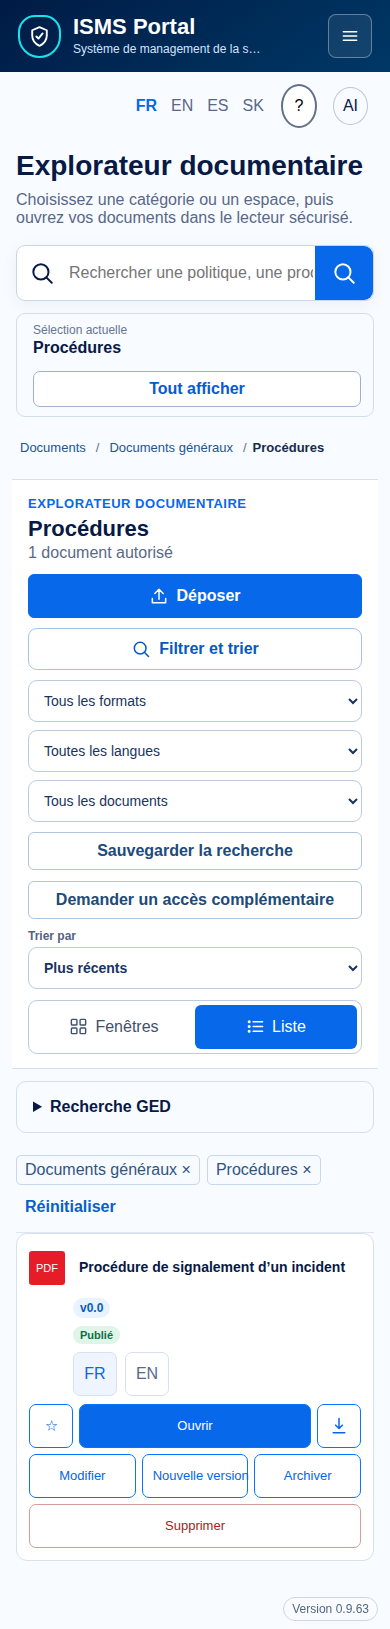 ISMS Portal
Système de management de la s…
FR EN ES SK ? AI
Explorateur documentaire
Choisissez une catégorie ou un espace, puis
ouvrez vos documents dans le lecteur sécurisé.
Rechercher une politique, une pro
Sélection actuelle
Procédures
Tout afficher
Documents / Documents généraux / Procédures
EXPLORATEUR DOCUMENTAIRE
Procédures
1 document autorisé
Déposer
Filtrer et trier
Tous les formats
Toutes les langues
Tous les documents
Sauvegarder la recherche
Demander un accès complémentaire
Trier par
Plus récents
Fenêtres Liste
Recherche GED
Documents généraux × Procédures ×
Réinitialiser
PDF Procédure de signalement d’un incident
v0.0
Publié
FR EN
Ouvrir
Modifier Nouvelle version Archiver
Supprimer
Version 0.9.63